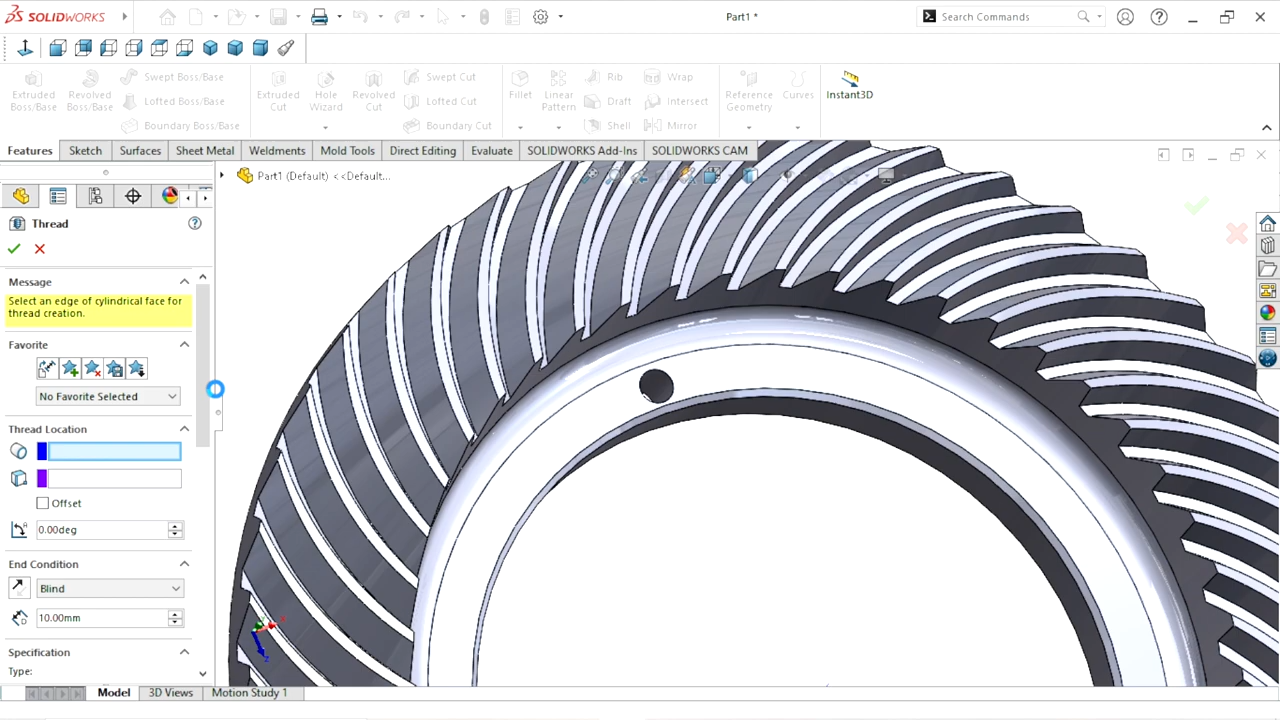 SOLIDWORKS
Part1 *
Search Commands
Extruded Boss/Base
Revolved Boss/Base
Swept Boss/Base
Lofted Boss/Base
Boundary Boss/Base
Extruded Cut
Hole Wizard
Revolved Cut
Swept Cut
Lofted Cut
Boundary Cut
Fillet
Linear Pattern
Rib
Draft
Shell
Wrap
Intersect
Mirror
Reference Geometry
Curves
Instant3D
Features
Sketch
Surfaces
Sheet Metal
Weldments
Mold Tools
Direct Editing
Evaluate
SOLIDWORKS Add-Ins
SOLIDWORKS CAM
Part1 (Default) <<Default...
Thread
Message
Select an edge of cylindrical face for
thread creation.
Favorite
No Favorite Selected
Thread Location
Offset
0.00deg
End Condition
Blind
10.00mm
Specification
Type:
Model
3D Views
Motion Study 1